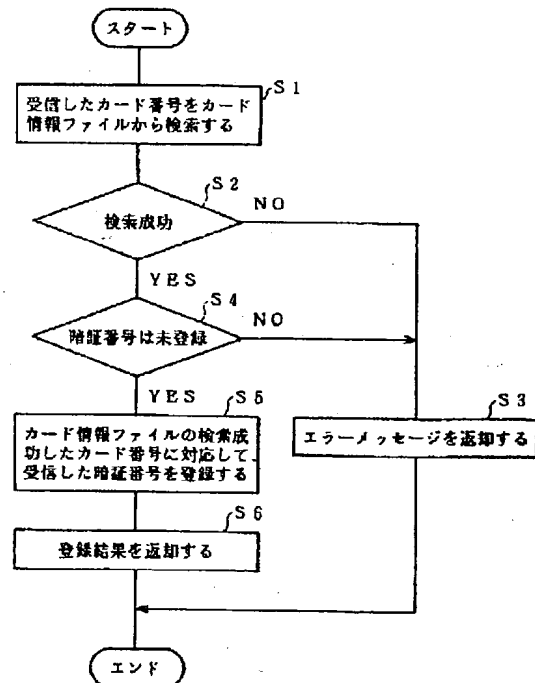 スタート
S1
受信したカード番号をカード
情報ファイルから検索する
S2
検索成功
NO
YES
S4
暗証番号は未登録
NO
YES
S5
カード情報ファイルの検索成
功したカード番号に対応して、
受信した暗証番号を登録する
S3
エラーメッセージを返却する
S6
登録結果を返却する
エンド